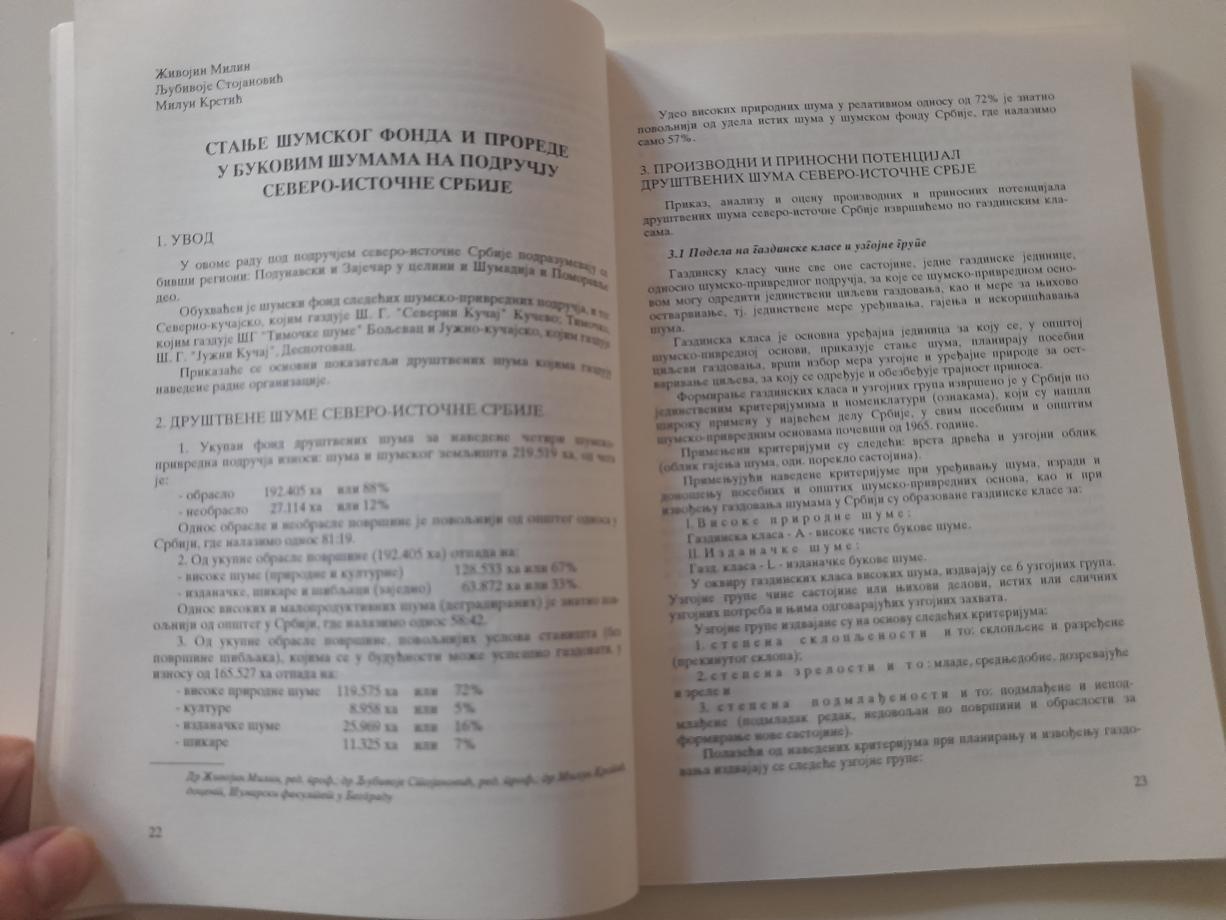 Живојин Милин
Љубивоје Стојановић
Милун Крстић
СТАЊЕ ШУМСКОГ ФОНДА И ПРОРЕДЕ
У БУКОВИМ ШУМАМА НА ПОДРУЧЈУ
СЕВЕРО-ИСТОЧНЕ СРБИЈЕ
1. УВОД
У овоме раду под подручјем северо-источне Србије подразумевају се
бивши региони: Подунавски и Зајечар у целини и Шумадија и Поморавље
део.
Обухваћен је шумски фонд следећих шумско-привредних подручја, и то:
Северно-кучајско, којим газдује Ш. Г. "Северни Кучај" Кучево; Тимочко,
којим газдује ШГ "Тимочке шуме" Бољевац и Јужно-кучајско, којим газдује
Ш. Г. "Јужни Кучај", Деспотовац.
Приказаће се основни показатељи друштвених шума којима газдују
наведене радне организације.
2. ДРУШТВЕНЕ ШУМЕ СЕВЕРО-ИСТОЧНЕ СРБИЈЕ
1. Укупан фонд друштвених шума за наведене четири шумско-
привредна подручја износи: шума и шумског земљишта 219.519 ха, од чега
је:
- обрасло 192.405 ха или 88%
- необрасло 27.114 ха или 12%
Однос обрасле и необрасле површине је повољнији од општег односа у
Србији, где налазимо однос 81:19.
2. Од укупне обрасле површине (192.405 ха) отпада на:
- високе шуме (природне и културне) 128.533 ха или 67%
- изданачке, шикаре и шибљаци (заједно) 63.872 ха или 33%.
Однос високих и малопродуктивних шума (деградираних) је знатно пов-
ољнији од општег у Србији, где налазимо однос 58:42.
3. Од укупне обрасле површине, повољнијих услова станишта (без
површине шибљака), којима се у будућности може успешно газдовати, у
износу од 165.527 ха отпада на:
- високе природне шуме 119.575 ха или 72%
- културе 8.958 ха или 5%
- изданачке шуме 25.969 ха или 16%
- шикаре 11.325 ха или 7%
Др Живојин Милин, ред. проф.; др Љубивоје Стојановић, ред. проф.; др Милун Крстић,
доцент, Шумарски факултет у Београду
22
Удео високих природних шума у релативном односу од 72% је знатно
повољнији од удела истих шума у шумском фонду Србије, где налазимо
само 57%.
3. ПРОИЗВОДНИ И ПРИНОСНИ ПОТЕНЦИЈАЛ
ДРУШТВЕНИХ ШУМА СЕВЕРО-ИСТОЧНЕ СРБЈЕ
Приказ, анализу и оцену производних и приносних потенцијала
друштвених шума северо-источне Србије извршићемо по газдинским кла-
сама.
3.1 Подела на газдинске класе и узгојне групе
Газдинску класу чине све оне састојине, једне газдинске јединице,
односно шумско-привредног подручја, за које се шумско-привредном осно-
вом могу одредити јединствени циљеви газдовања, као и мере за њихово
остварвињe, тј. јединствене мере уређивања, гајења и искоришћавања
шума.
Газдинска класа је основна уређајна јединица за коју се, у општој
шумско-пивредној основи, приказује стање шума, планирају посебни
циљеви газдовања, врши избор мера узгојне и уређајне природе за ост-
варивање циљева, за коју се одређује и обезбеђује трајност приноса.
Формирање газдинских класа и узгојних група извршено је у Србији по
јединственим критеријумима и номенклатури (ознакама), који су нашли
широку примену у највећем делу Србије, у свим посебним и општим
шумско-привредним основама почевши од 1965. године.
Примењени критеријуми су следећи: врста дрвећа и узгојни облик
(облик гајења шума, одн. порекло састојина).
Примењујући наведене критеријуме при уређивању шума, изради и
доношењу посебних и општих шумско-привредних основа, као и при
извођењу газдовања шумама у Србији су образоване газдинске класе за:
I. Високе природне шуме:
Газдинска класа - А - високе чисте букове шуме.
II. Изданачке шуме:
Газд. класа - L - изданачке букове шуме.
У оквиру газдинских класа високих шума, издвајају се 6 узгојних група.
Узгојне групе чине састојине или њихови делови, истих или сличних
узгојних потреба и њима одговарајућих узгојних захвата.
Узгојне групе издвајане су на основу следећих критеријума:
1. степена склопљености и то: склопљене и разређене
(прекинутог склопа);
2. степена зрелости и то: младе, средњедобне, дозревајуће
и зреле и
3. степена подмлађености и то: подмлађене и непод-
млађене (подмладак редак, недовољан по површини и обраслости за
формирање нове састојине).
Полазећи од наведених критеријума при планирању и извођењу газдо-
вања издвајају се следеће узгојне групе:
23